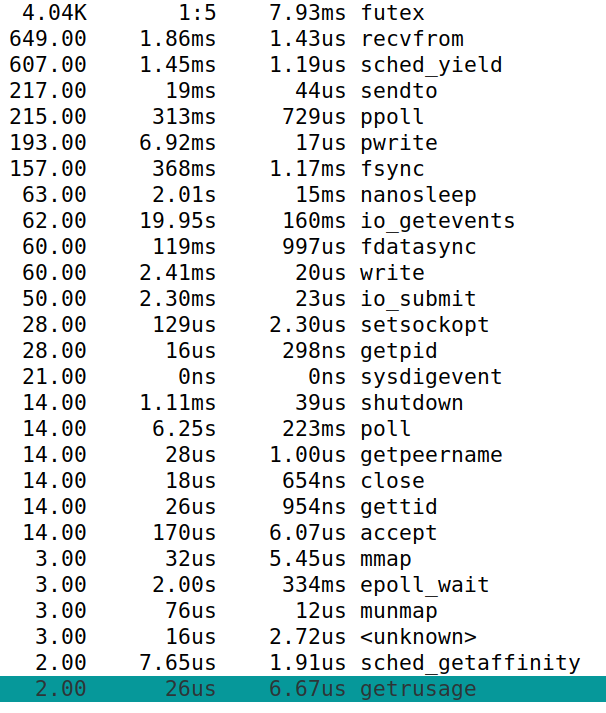 4.04K 1:5 7.93ms futex
649.00 1.86ms 1.43us recvfrom
607.00 1.45ms 1.19us sched_yield
217.00 19ms 44us sendto
215.00 313ms 729us ppoll
193.00 6.92ms 17us pwrite
157.00 368ms 1.17ms fsync
63.00 2.01s 15ms nanosleep
62.00 19.95s 160ms io_getevents
60.00 119ms 997us fdatasync
60.00 2.41ms 20us write
50.00 2.30ms 23us io_submit
28.00 129us 2.30us setsockopt
28.00 16us 298ns getpid
21.00 0ns 0ns sysdigevent
14.00 1.11ms 39us shutdown
14.00 6.25s 223ms poll
14.00 28us 1.00us getpeername
14.00 18us 654ns close
14.00 26us 954ns gettid
14.00 170us 6.07us accept
3.00 32us 5.45us mmap
3.00 2.00s 334ms epoll_wait
3.00 76us 12us munmap
3.00 16us 2.72us <unknown>
2.00 7.65us 1.91us sched_getaffinity
2.00 26us 6.67us getrusage